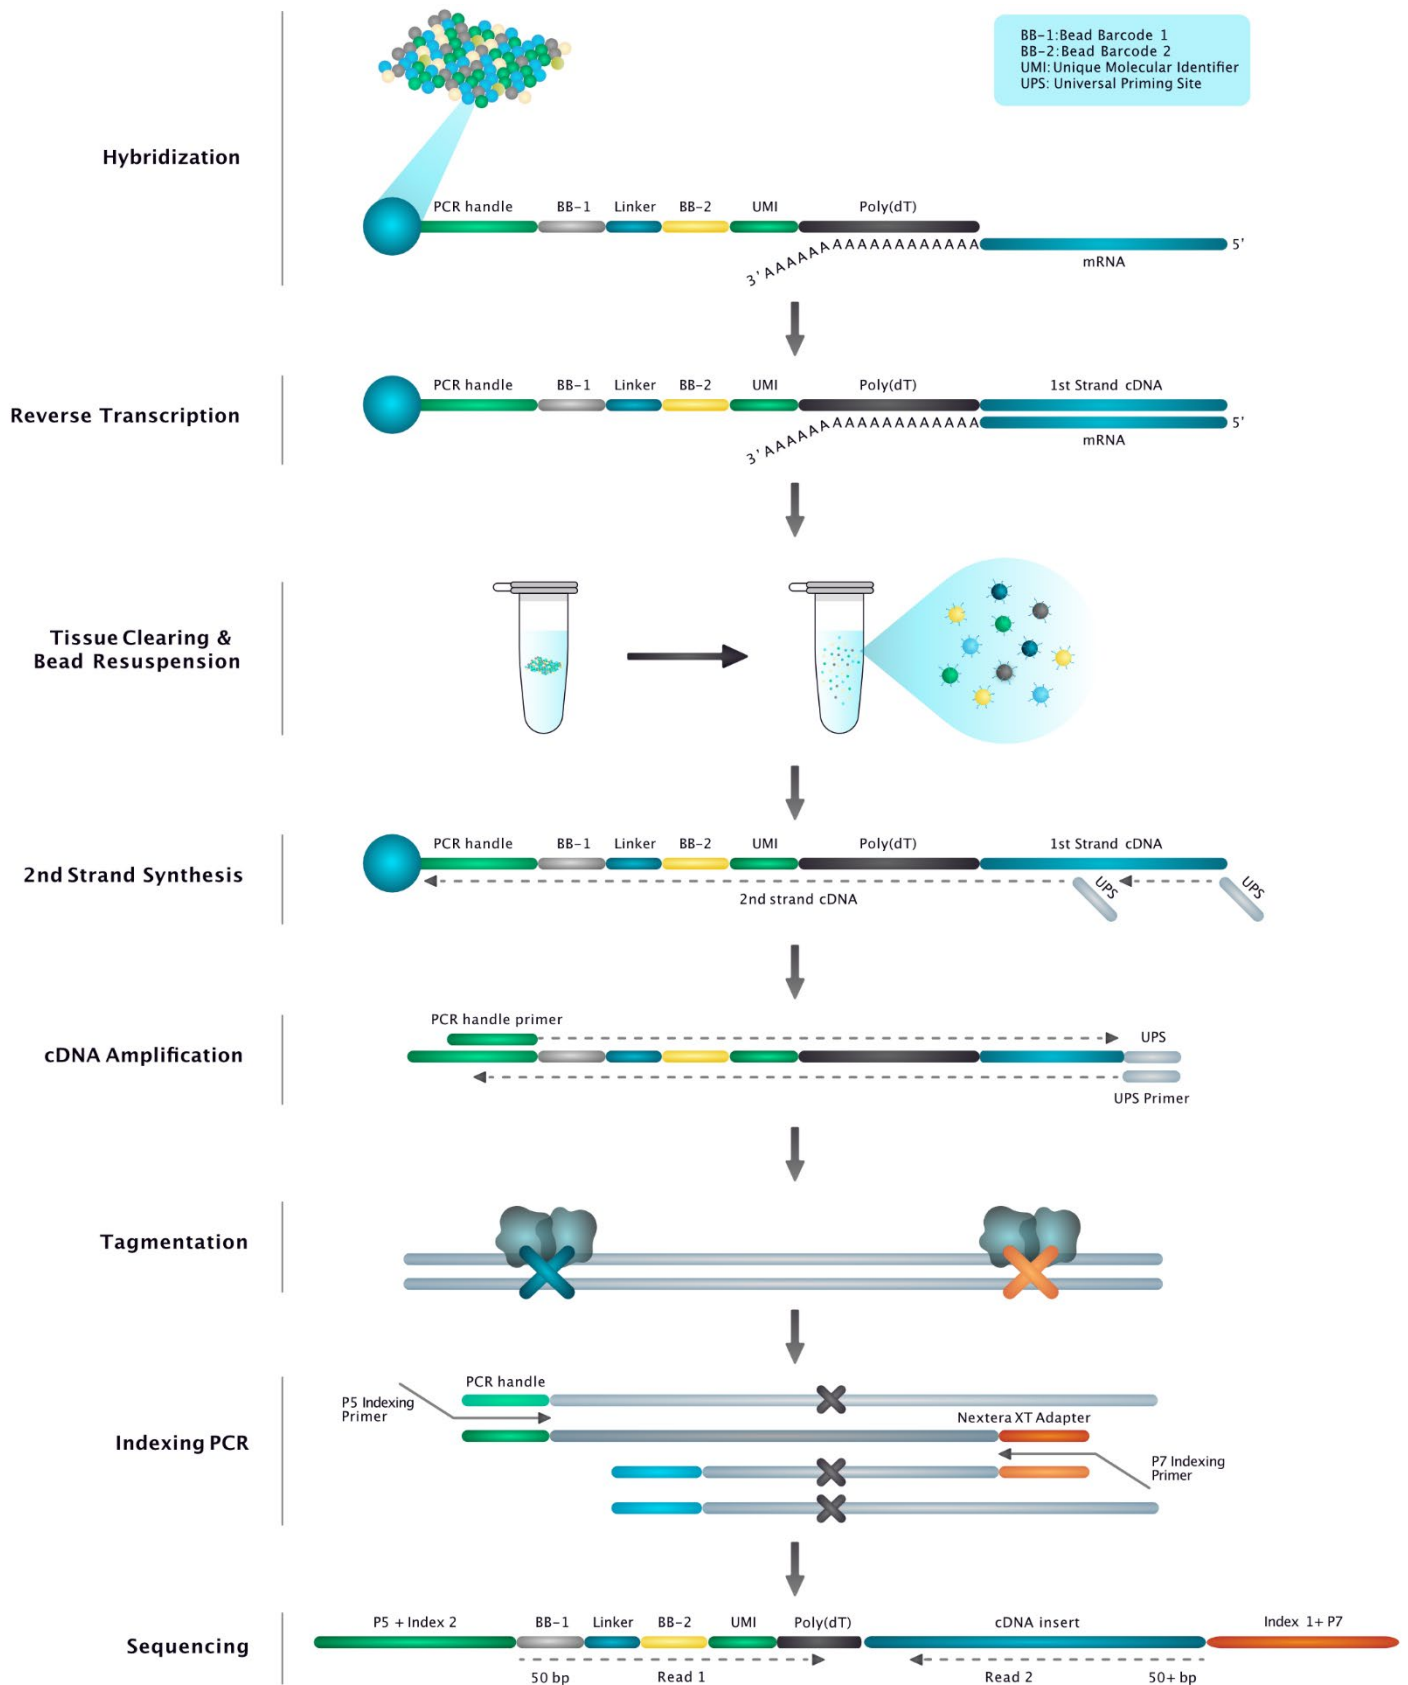 BB-1:Bead Barcode 1
BB-2:Bead Barcode 2
UMI: Unique Molecular Identifier
UPS: Universal Priming Site
Hybridization
PCR handle BB-1 Linker BB-2 UMI Poly(dT)
3' AAAAAAAAAAAAAAAAAA 5'
mRNA
Reverse Transcription
PCR handle BB-1 Linker BB-2 UMI Poly(dT) 1st Strand cDNA
3' AAAAAAAAAAAAAAAAAA 5'
mRNA
Tissue Clearing &
Bead Resuspension
2nd Strand Synthesis
PCR handle BB-1 Linker BB-2 UMI Poly(dT) 1st Strand cDNA
UPS UPS
2nd strand cDNA
cDNA Amplification
PCR handle primer
UPS
UPS Primer
Tagmentation
Indexing PCR
PCR handle
P5 Indexing
Primer
Nextera XT Adapter
P7 Indexing
Primer
Sequencing
P5 + Index 2 BB-1 Linker BB-2 UMI Poly(dT) cDNA insert Index 1+ P7
50 bp Read 1 Read 2 50+ bp